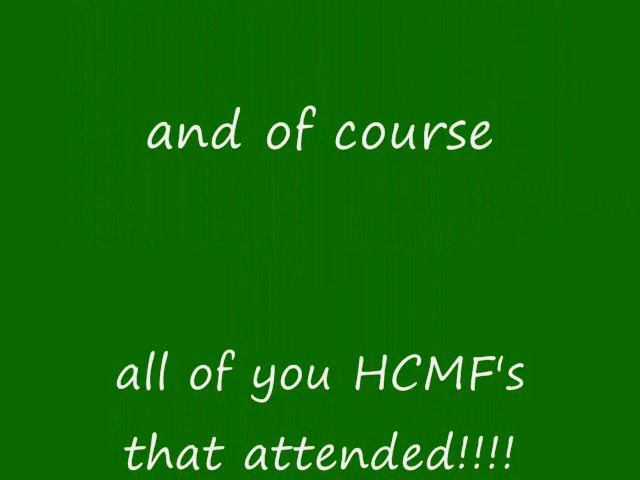 and of course
all of you HCMF's
that attended!!!!